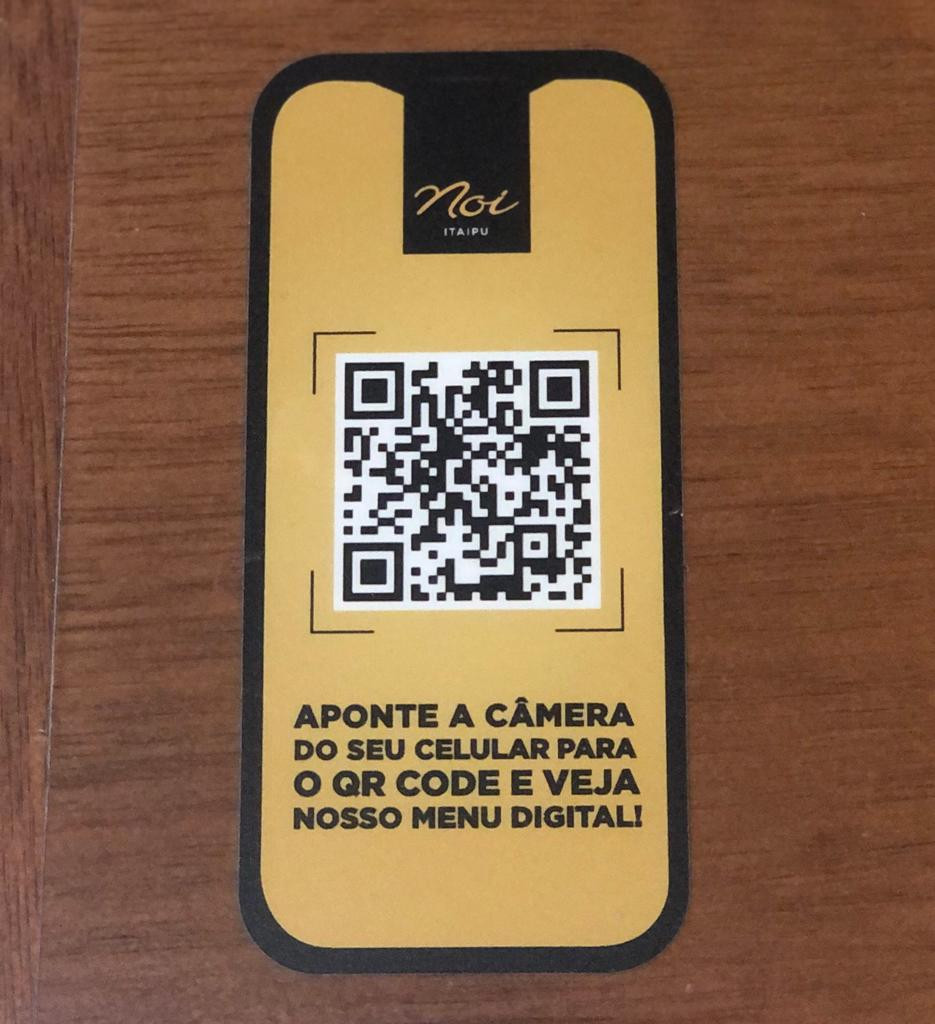 Noi
ITAIPU
APONTE A CÂMERA
DO SEU CELULAR PARA
O QR CODE E VEJA
NOSSO MENU DIGITAL!